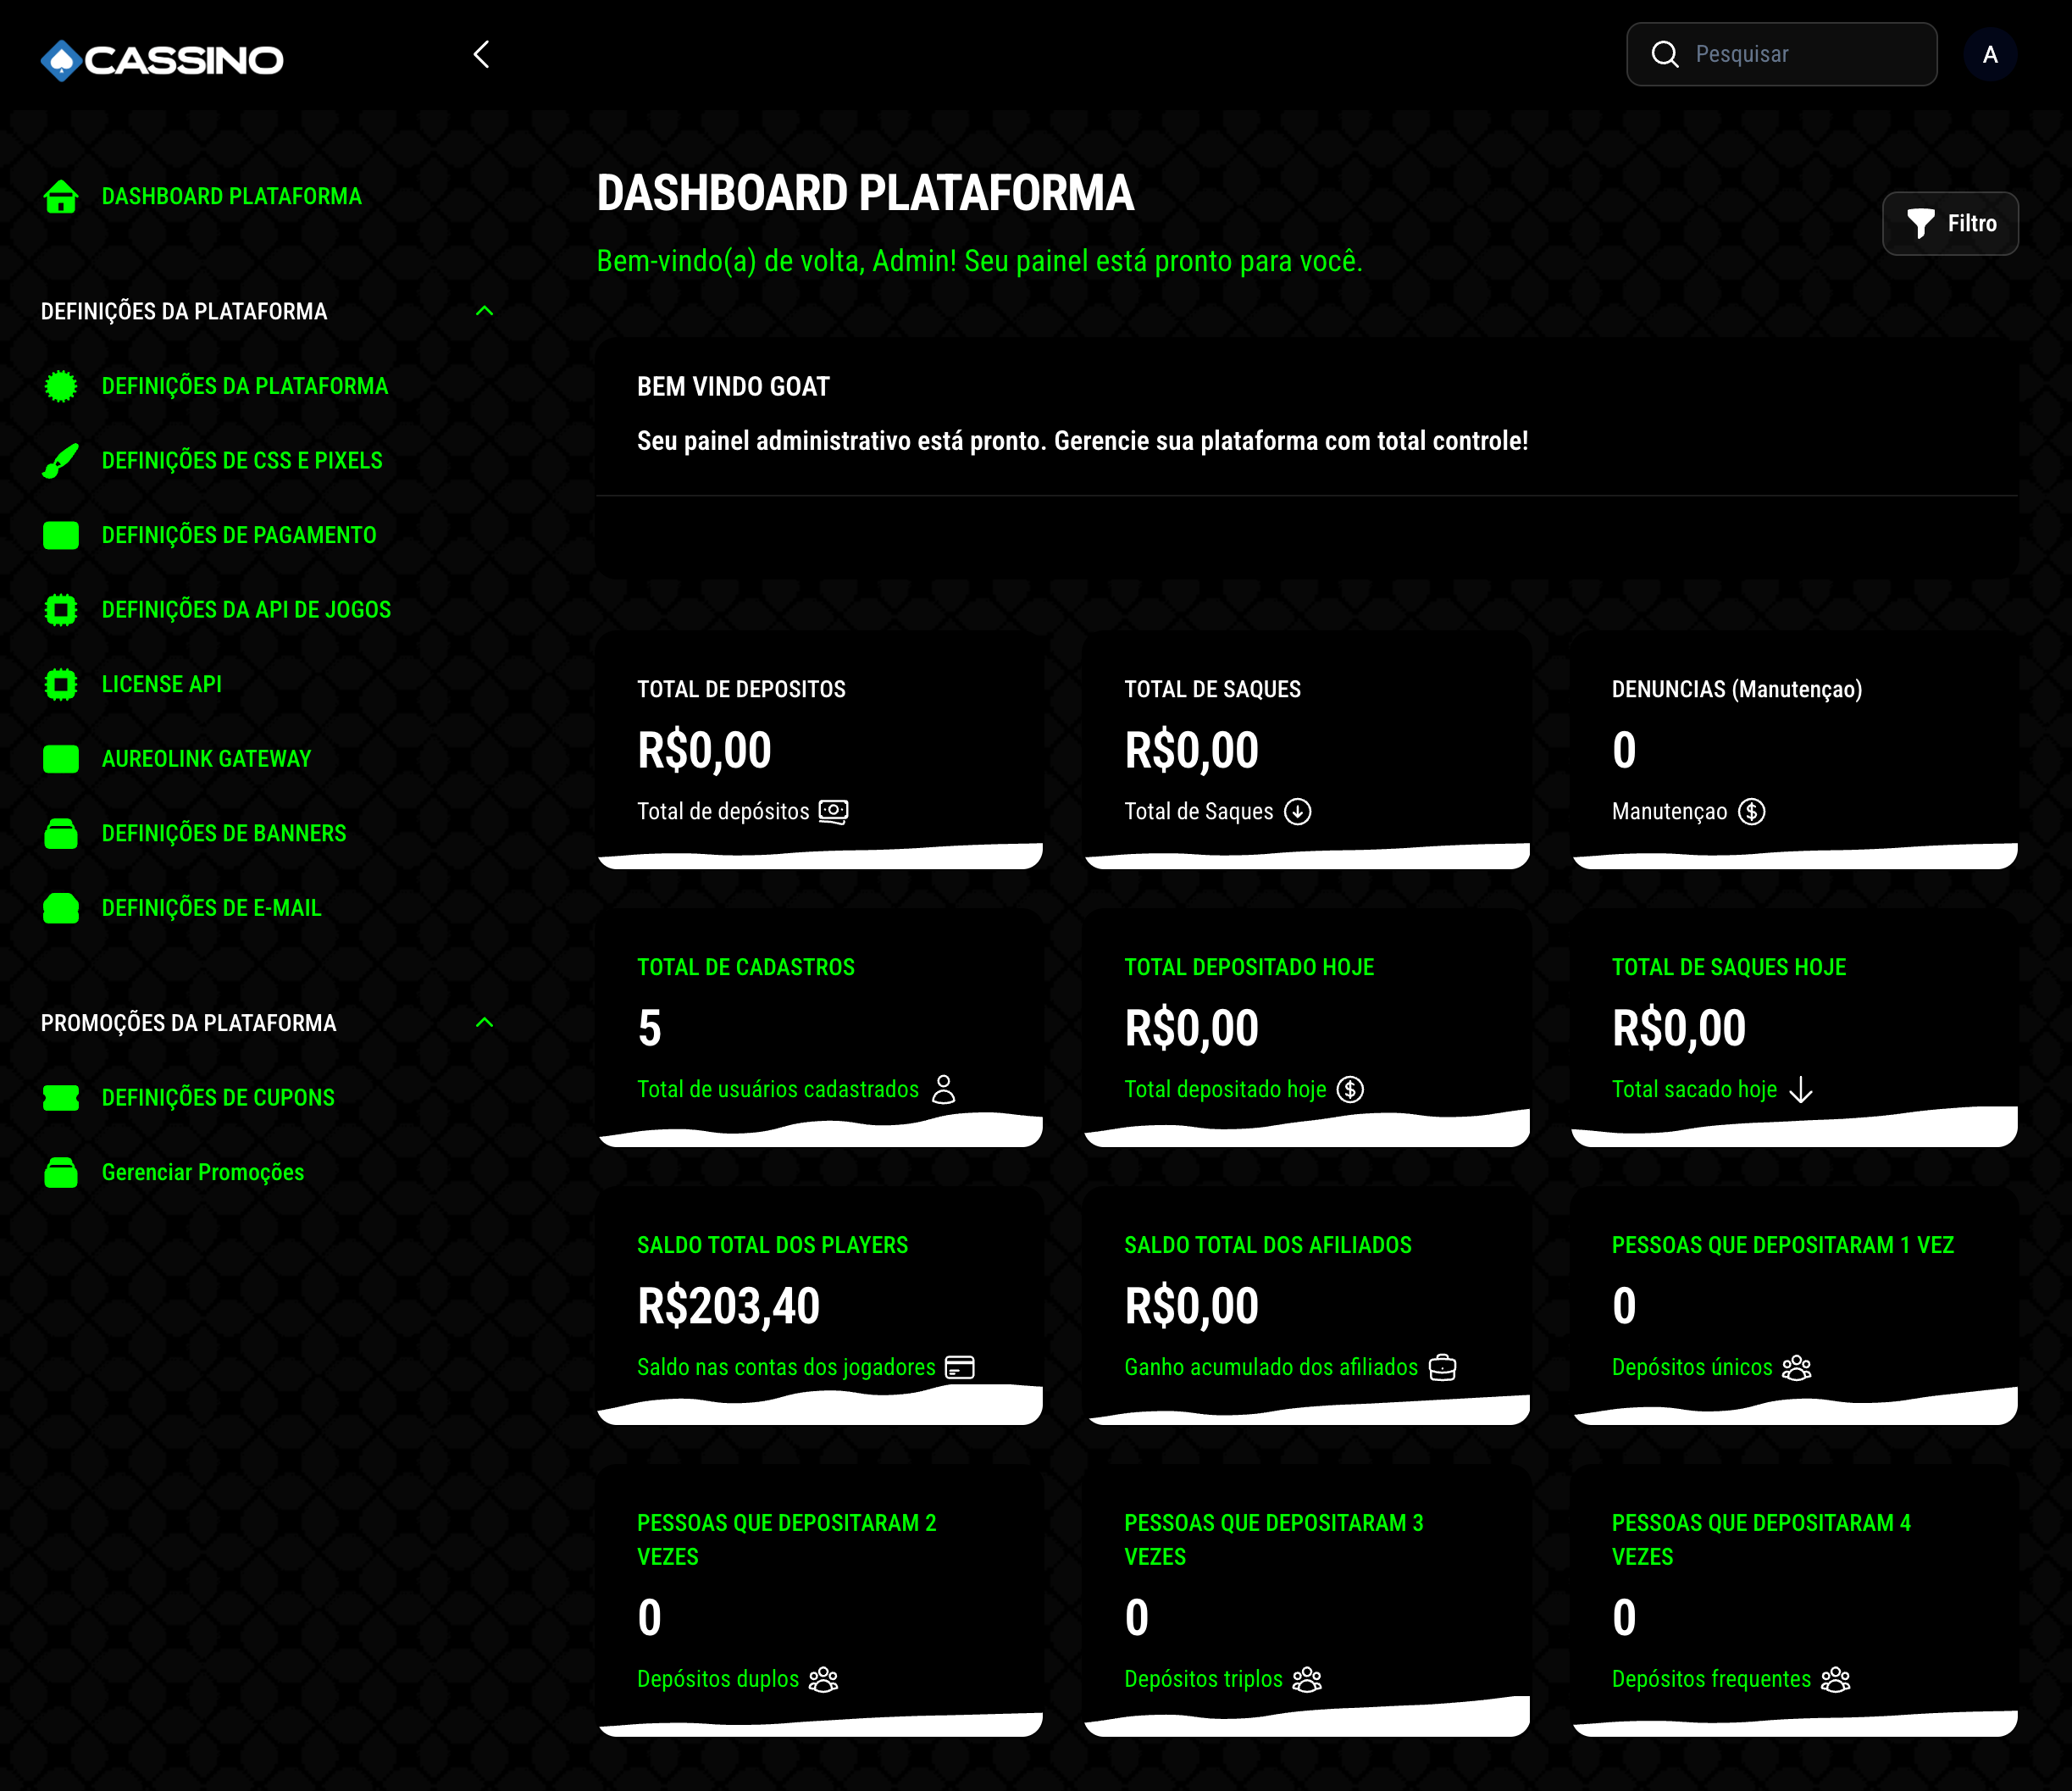 CASSINO
Pesquisar
A
DASHBOARD PLATAFORMA
DEFINIÇÕES DA PLATAFORMA
DEFINIÇÕES DA PLATAFORMA
DEFINIÇÕES DE CSS E PIXELS
DEFINIÇÕES DE PAGAMENTO
DEFINIÇÕES DA API DE JOGOS
LICENSE API
AUREOLINK GATEWAY
DEFINIÇÕES DE BANNERS
DEFINIÇÕES DE E-MAIL
PROMOÇÕES DA PLATAFORMA
DEFINIÇÕES DE CUPONS
Gerenciar Promoções
DASHBOARD PLATAFORMA
Bem-vindo(a) de volta, Admin! Seu painel está pronto para você.
Filtro
BEM VINDO GOAT
Seu painel administrativo está pronto. Gerencie sua plataforma com total controle!
TOTAL DE DEPOSITOS
R$0,00
Total de depósitos
TOTAL DE SAQUES
R$0,00
Total de Saques
DENUNCIAS (Manutençao)
0
Manutençao
TOTAL DE CADASTROS
5
Total de usuários cadastrados
TOTAL DEPOSITADO HOJE
R$0,00
Total depositado hoje
TOTAL DE SAQUES HOJE
R$0,00
Total sacado hoje
SALDO TOTAL DOS PLAYERS
R$203,40
Saldo nas contas dos jogadores
SALDO TOTAL DOS AFILIADOS
R$0,00
Ganho acumulado dos afiliados
PESSOAS QUE DEPOSITARAM 1 VEZ
0
Depósitos únicos
PESSOAS QUE DEPOSITARAM 2
VEZES
0
Depósitos duplos
PESSOAS QUE DEPOSITARAM 3
VEZES
0
Depósitos triplos
PESSOAS QUE DEPOSITARAM 4
VEZES
0
Depósitos frequentes